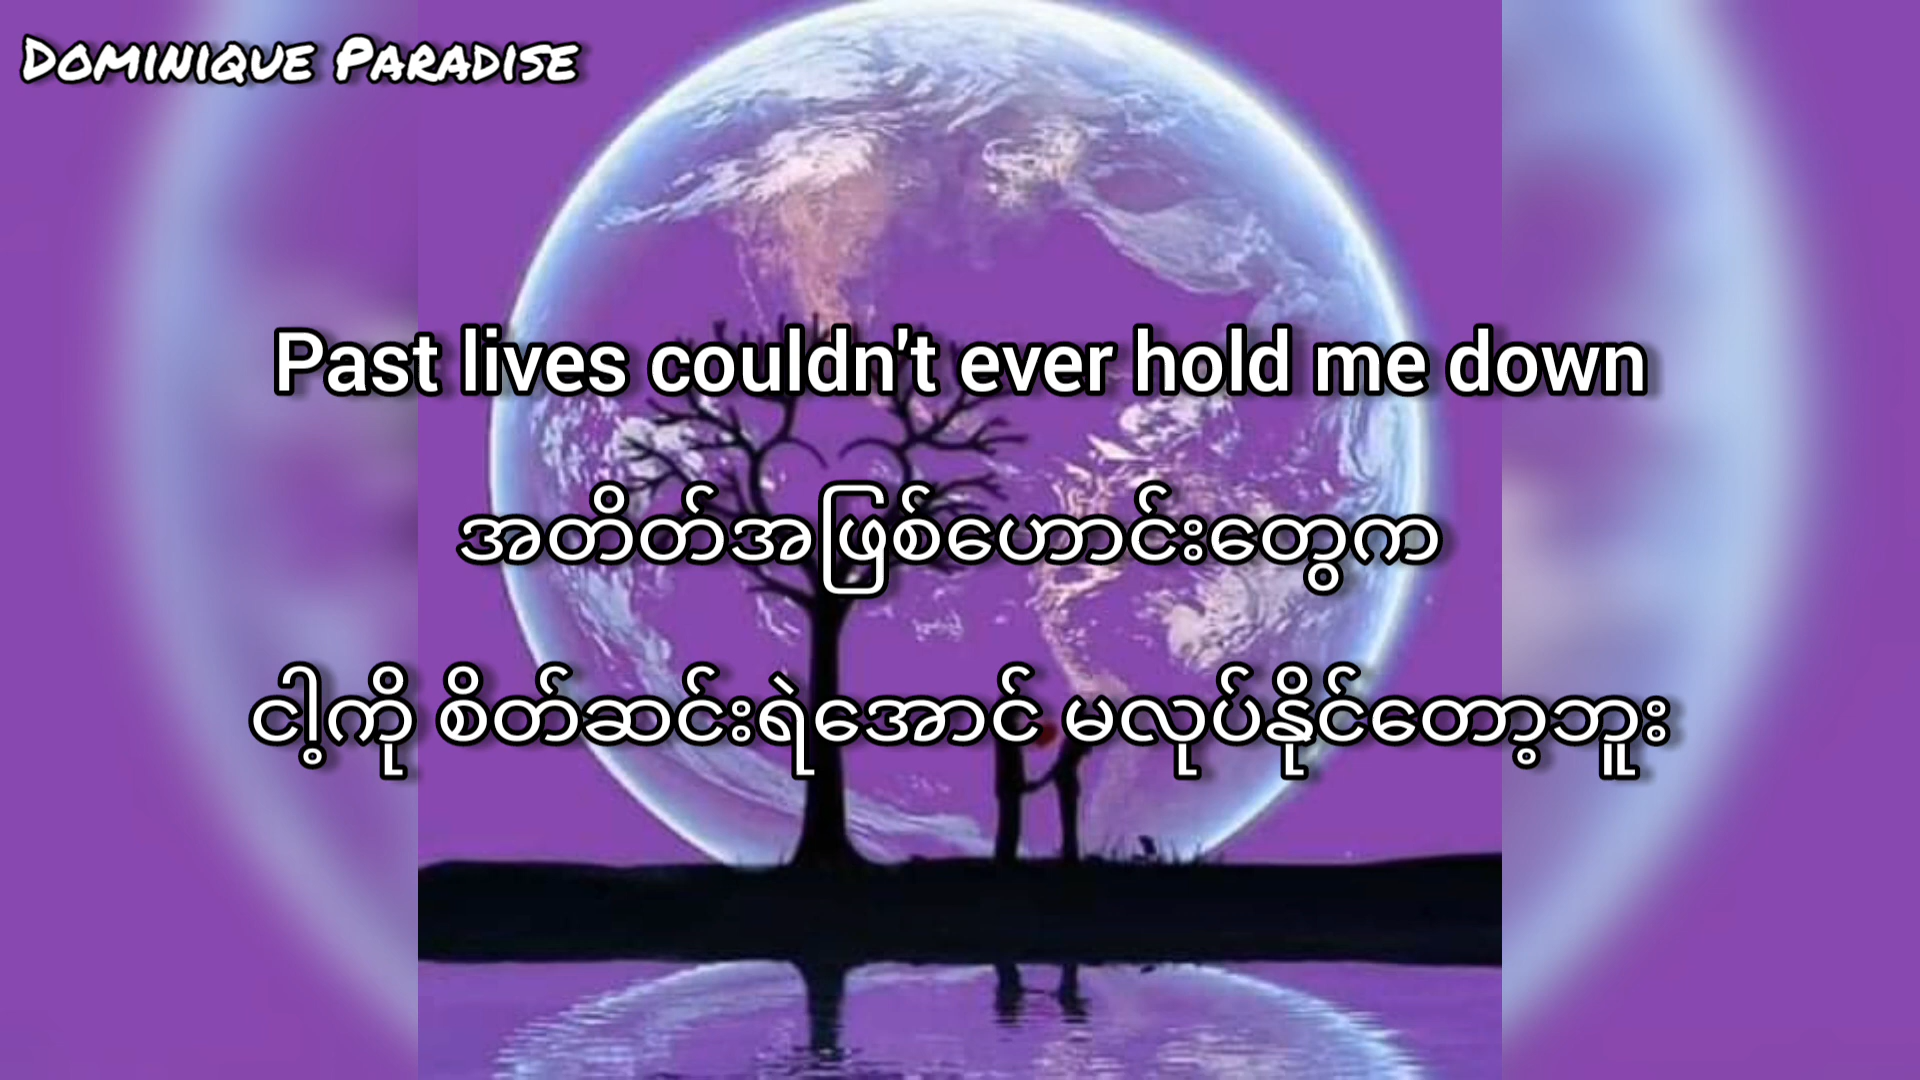 Dominique Paradise
Past lives couldn't ever hold me down
အတိတ်အဖြစ်ဟောင်းတွေက
ငါ့ကို စိတ်ဆင်းရဲအောင် မလုပ်နိုင်တော့ဘူး